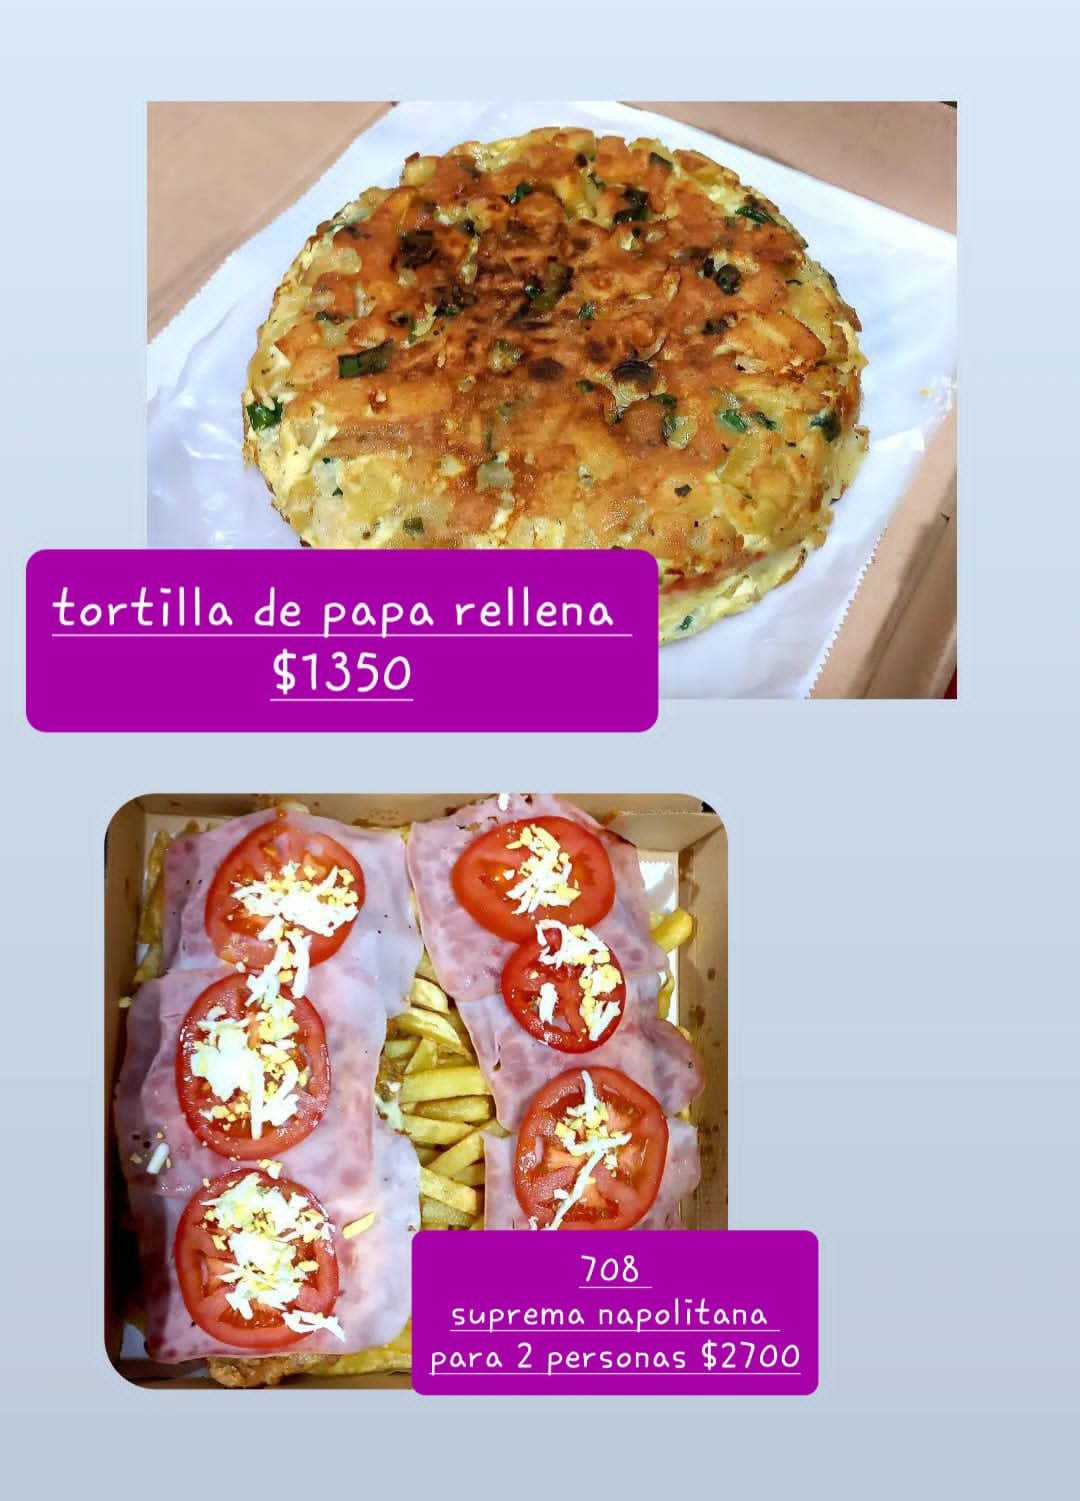 tortilla de papa rellena
$1350
708
suprema napolitana
para 2 personas $2700